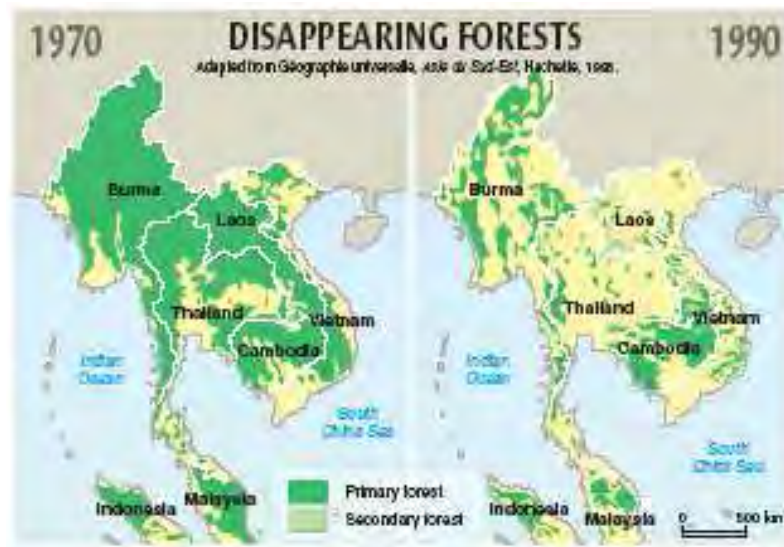 1970
DISAPPEARING FORESTS
1990
Adapted from Géographie universelle, Asie du Sud-Est, Hachette, 1995.
Burma
Laos
Thailand
Vietnam
Cambodia
Indian
Ocean
South
China Sea
Indonesia
Malaysia
Burma
Laos
Thailand
Vietnam
Cambodia
Indian
Ocean
South
China Sea
Indonesia
Malaysia
Primary forest
Secondary forest
0 500 km